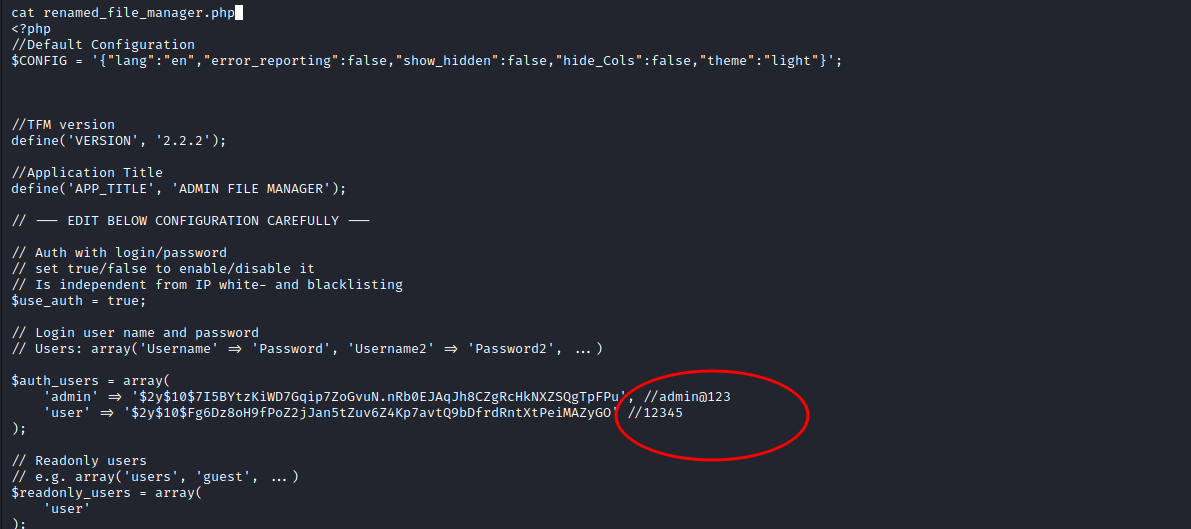 cat renamed_file_manager.php
<?php
//Default Configuration
$CONFIG = '{"lang":"en","error_reporting":false,"show_hidden":false,"hide_Cols":false,"theme":"light"}';
//TFM version
define('VERSION', '2.2.2');
//Application Title
define('APP_TITLE', 'ADMIN FILE MANAGER');
// --- EDIT BELOW CONFIGURATION CAREFULLY ---
// Auth with login/password
// set true/false to enable/disable it
// Is independent from IP white- and blacklisting
$use_auth = true;
// Login user name and password
// Users: array('Username' => 'Password', 'Username2' => 'Password2', ...)
$auth_users = array(
'admin' => '$2y$10$7I5BYtzKiWD7Gqip7ZoGvuN.nRb0EJAqJh8CZgRcHkNXZSQgTpFPu', //admin@123
'user' => '$2y$10$Fg6Dz8oH9fPoZ2jJan5tZuv6Z4Kp7avtQ9bDfrdRntXtPeiMAZyGO' //12345
);
// Readonly users
// e.g. array('users', 'guest', ...)
$readonly_users = array(
'user'
);